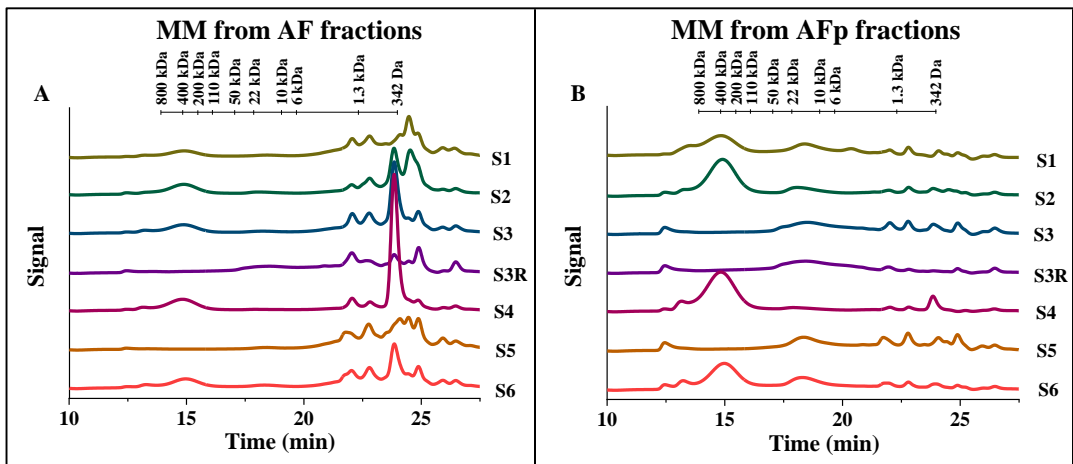 MM from AF fractions
A
800 kDa
400 kDa
200 kDa
110 kDa
50 kDa
22 kDa
10 kDa
6 kDa
1.3 kDa
342 Da
Signal
S1
S2
S3
S3R
S4
S5
S6
10 15 20 25
Time (min)
MM from AFp fractions
B
800 kDa
400 kDa
200 kDa
110 kDa
50 kDa
22 kDa
10 kDa
6 kDa
1.3 kDa
342 Da
Signal
S1
S2
S3
S3R
S4
S5
S6
10 15 20 25
Time (min)